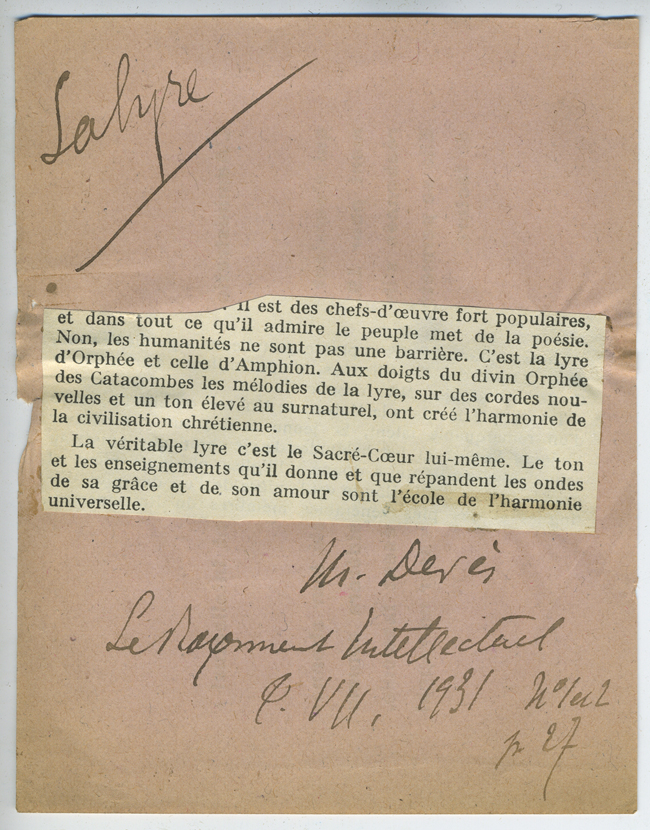 La lyre
Il est des chefs-d'œuvre fort populaires,
et dans tout ce qu'il admire le peuple met de la poésie.
Non, les humanités ne sont pas une barrière. C'est la lyre
d'Orphée et celle d'Amphion. Aux doigts du divin Orphée
des Catacombes les mélodies de la lyre, sur des cordes nou-
velles et un ton élevé au surnaturel, ont créé l'harmonie de
la civilisation chrétienne.
La véritable lyre c'est le Sacré-Cœur lui-même. Le ton
et les enseignements qu'il donne et que répandent les ondes
de sa grâce et de son amour sont l'école de l'harmonie
universelle.
M. Devès
Le Rayonnement Intellectuel
T. VII, 1931 N° 1 et 2
p. 27